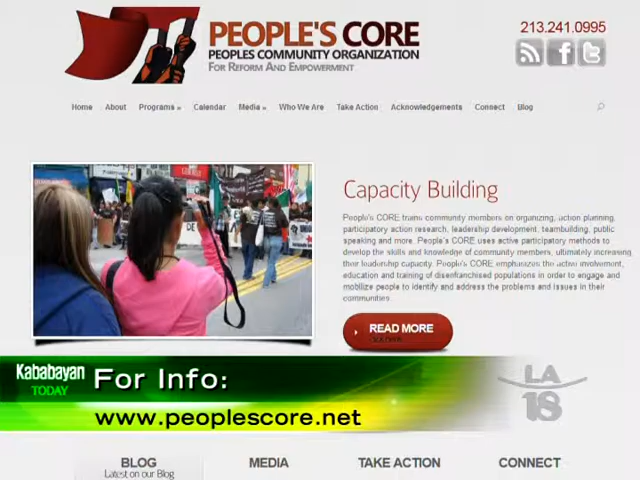 PEOPLE'S CORE
PEOPLES COMMUNITY ORGANIZATION
FOR REFORM AND EMPOWERMENT
213.241.0995
Home About Programs » Calendar Media » Who We Are Take Action Acknowledgements Connect Blog
Capacity Building
People's CORE trains community members on organizing, action planning,
participatory action research, leadership development, teambuilding, public
speaking and more. People's CORE uses active participatory methods to
develop the skills and knowledge of community members, ultimately increasing
their leadership capacity. People's CORE emphasizes the active involvement,
education and training of disenfranchised populations in order to engage and
mobilize people to identify and address the problems and issues in their
communities.
READ MORE
Kababayan
TODAY
For Info:
www.peoplescore.net
LA
18
BLOG
Latest on our Blog
MEDIA
TAKE ACTION
CONNECT